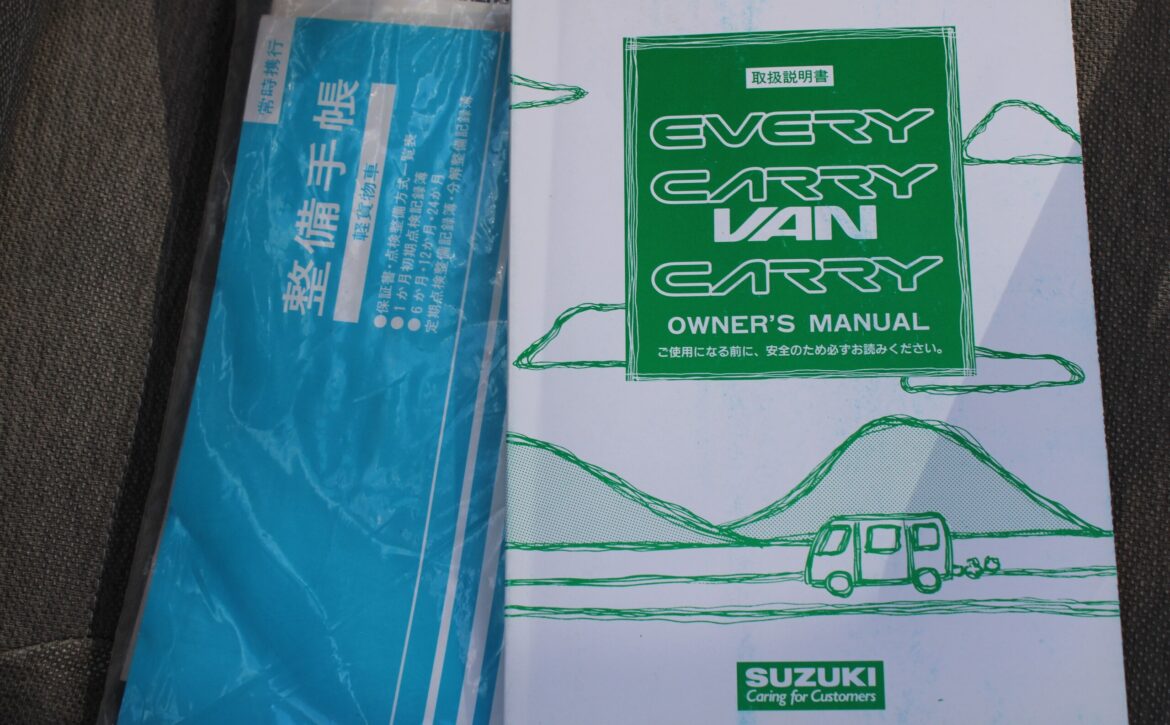 常時携行
整備手帳
軽貨物車
●保証書・点検整備方式一覧表
●1か月初期点検記録簿
●6か月・12か月・24か月
定期点検整備記録簿・分解整備記録簿
取扱説明書
EVERY
CARRY
VAN
CARRY
OWNER'S MANUAL
ご使用になる前に、安全のため必ずお読みください。
SUZUKI
Caring for Customers